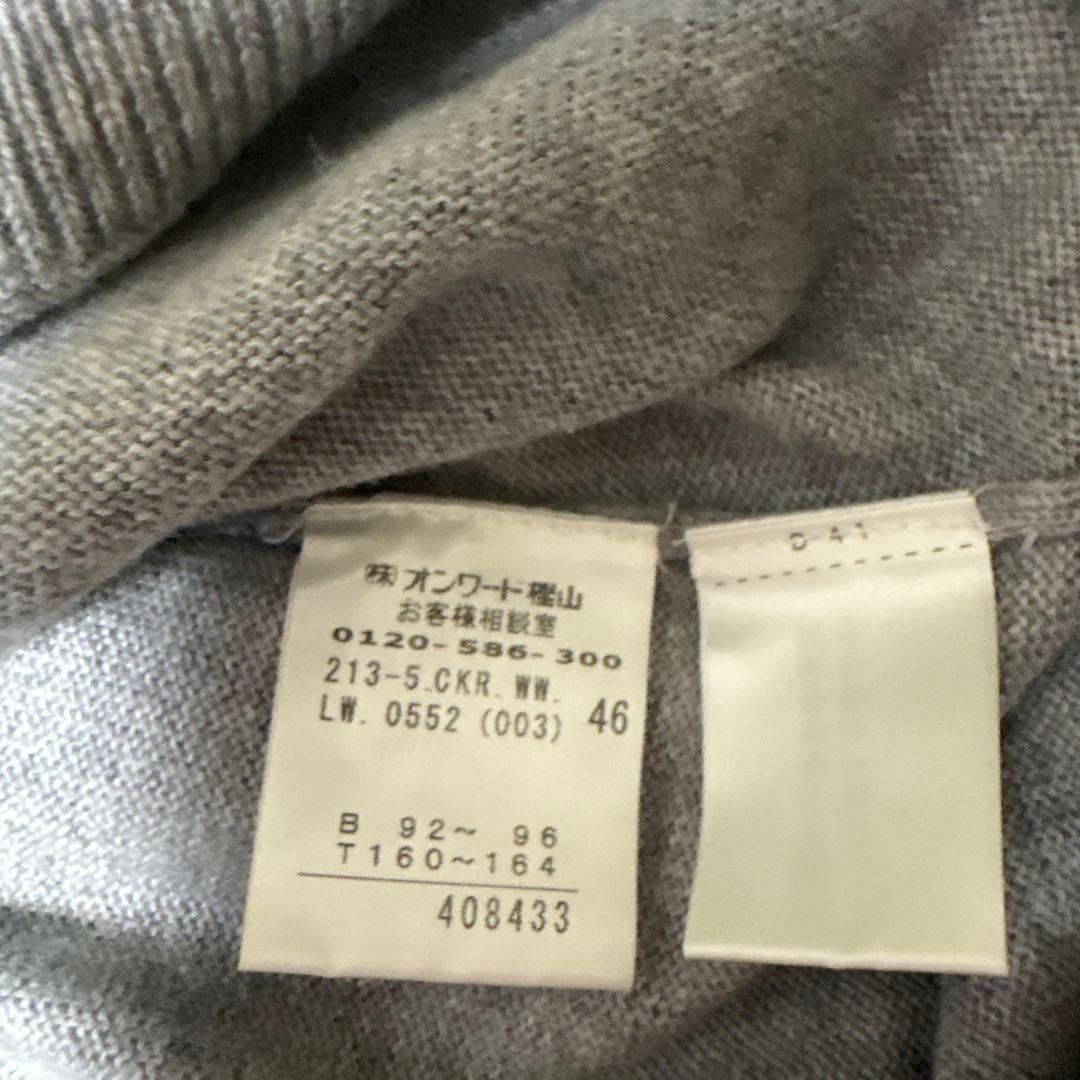 (株)オンワード樫山
お客様相談室
0120-586-300
213-5.CKR.WW.
LW. 0552 (003) 46
B 92~ 96
T160~164
408433
41